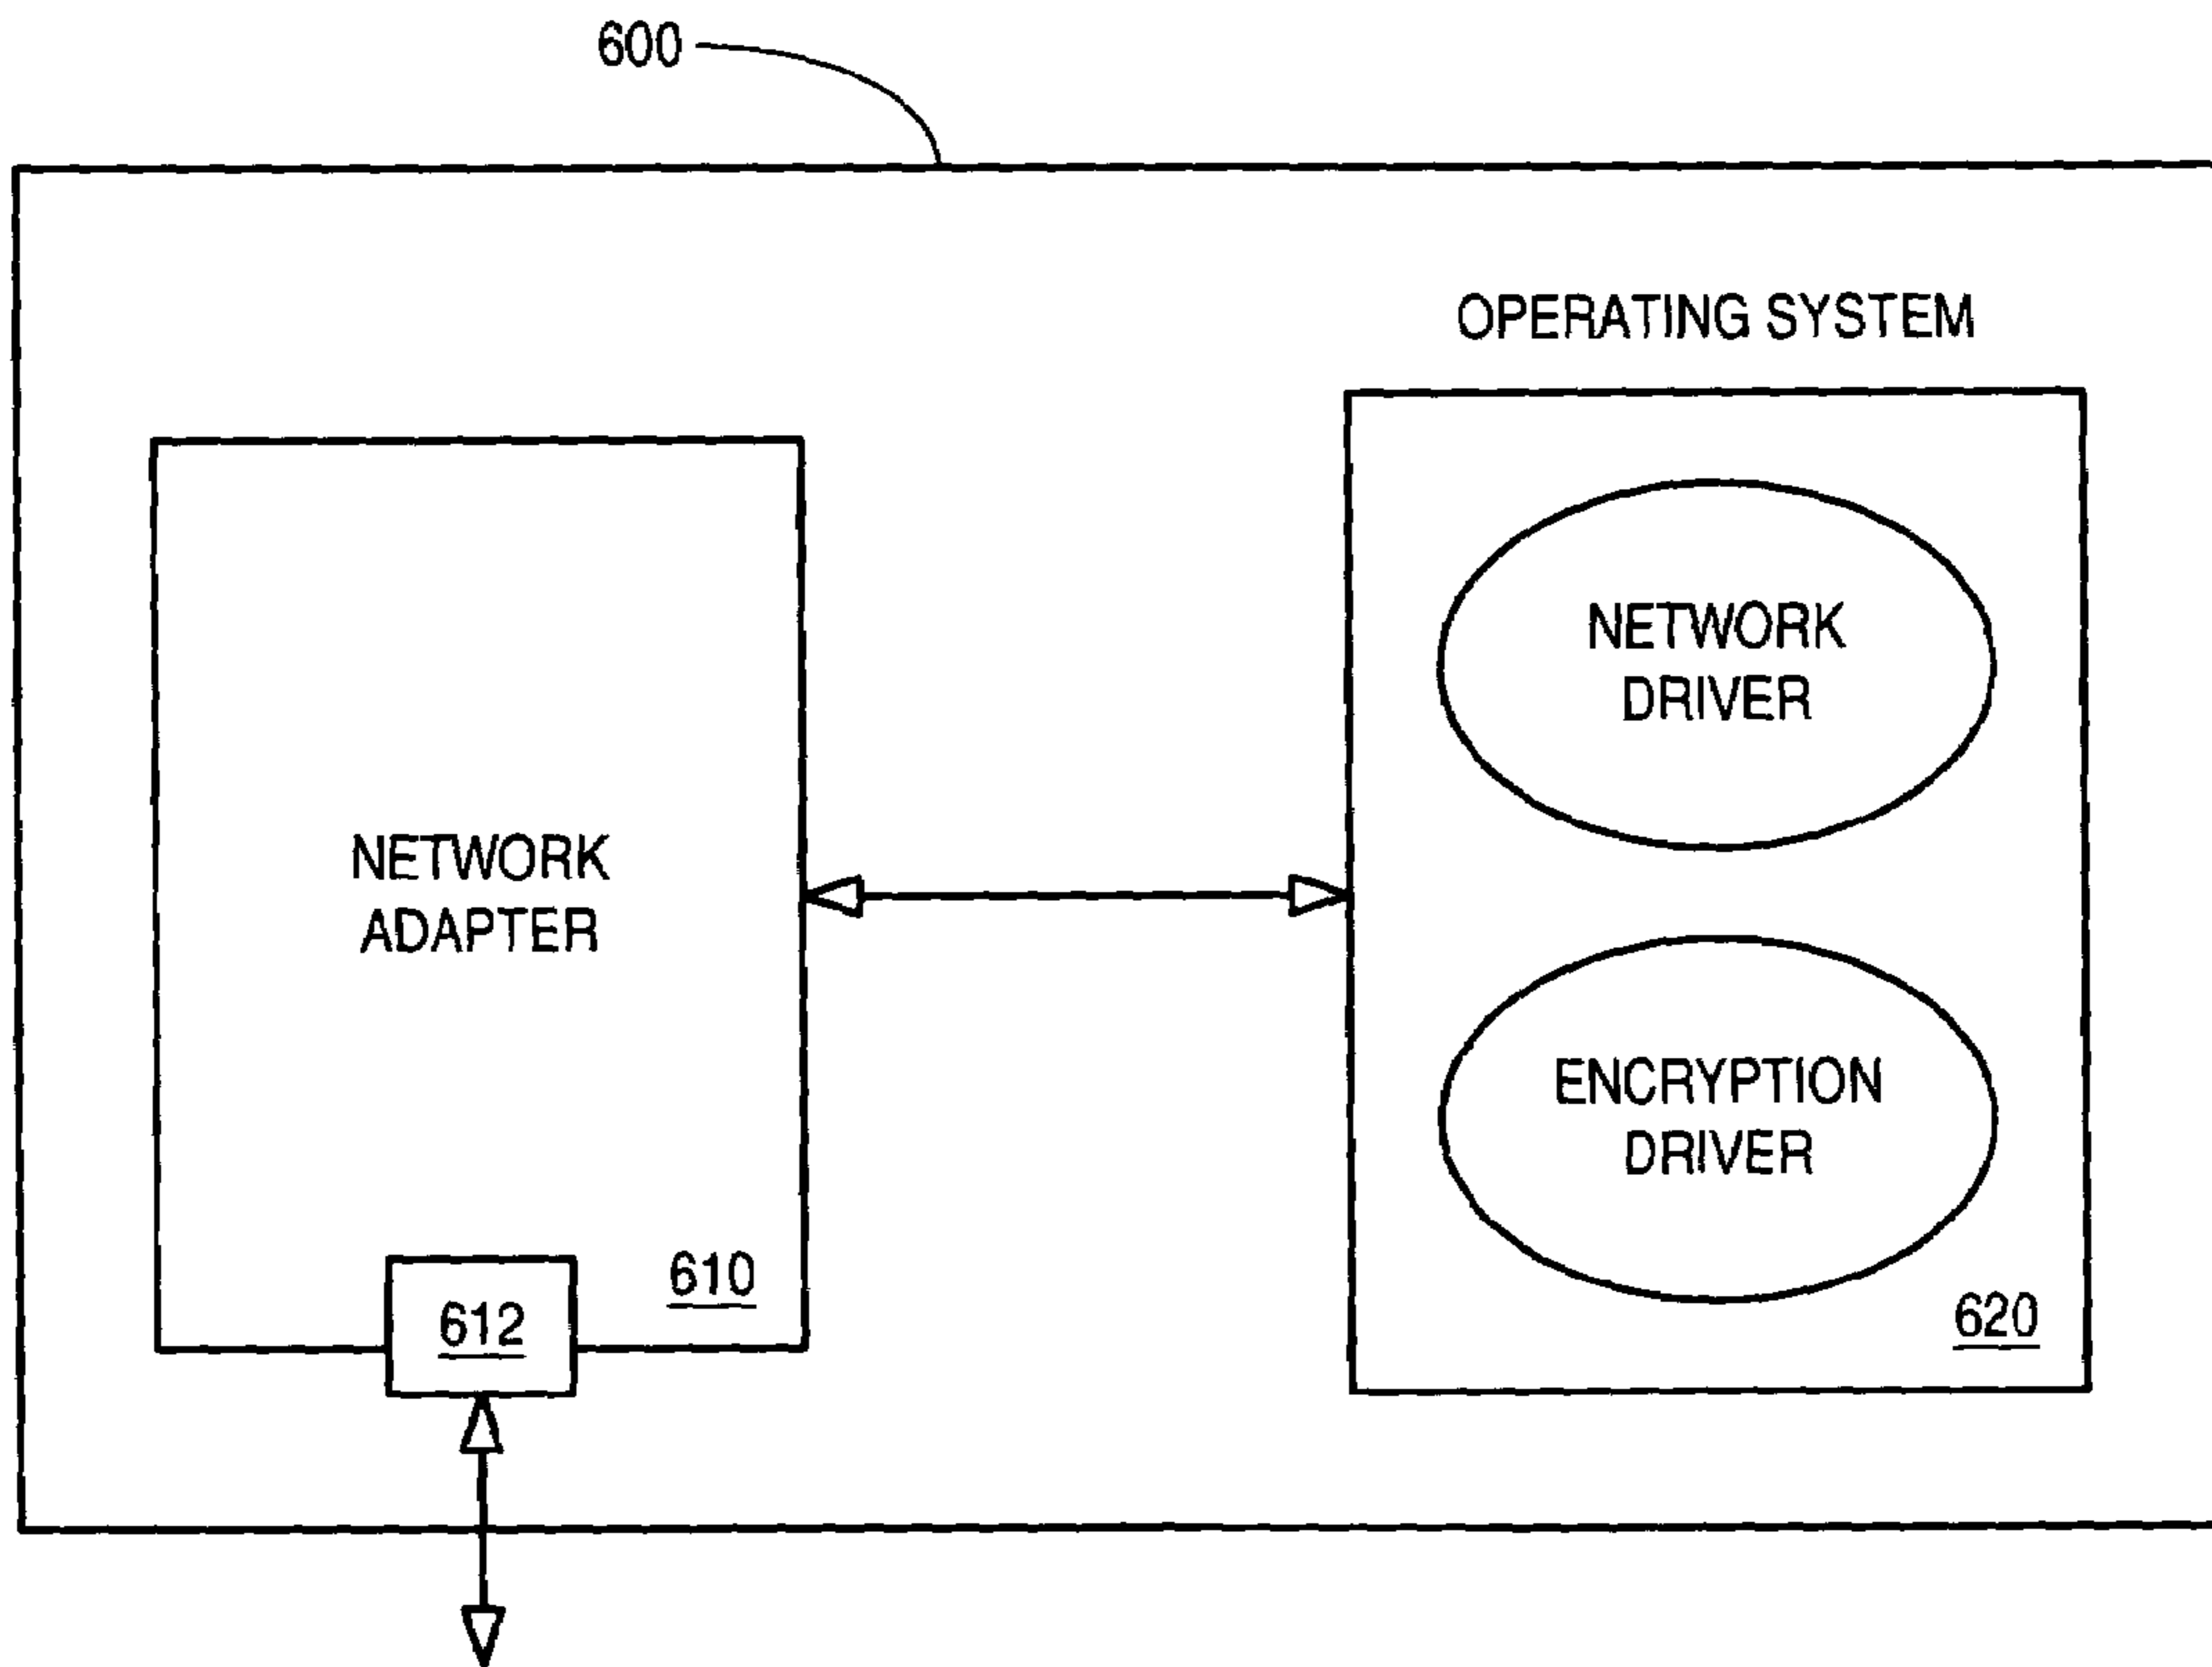 600
OPERATING SYSTEM
NETWORK
DRIVER
NETWORK
ADAPTER
ENCRYPTION
DRIVER
610
612
620